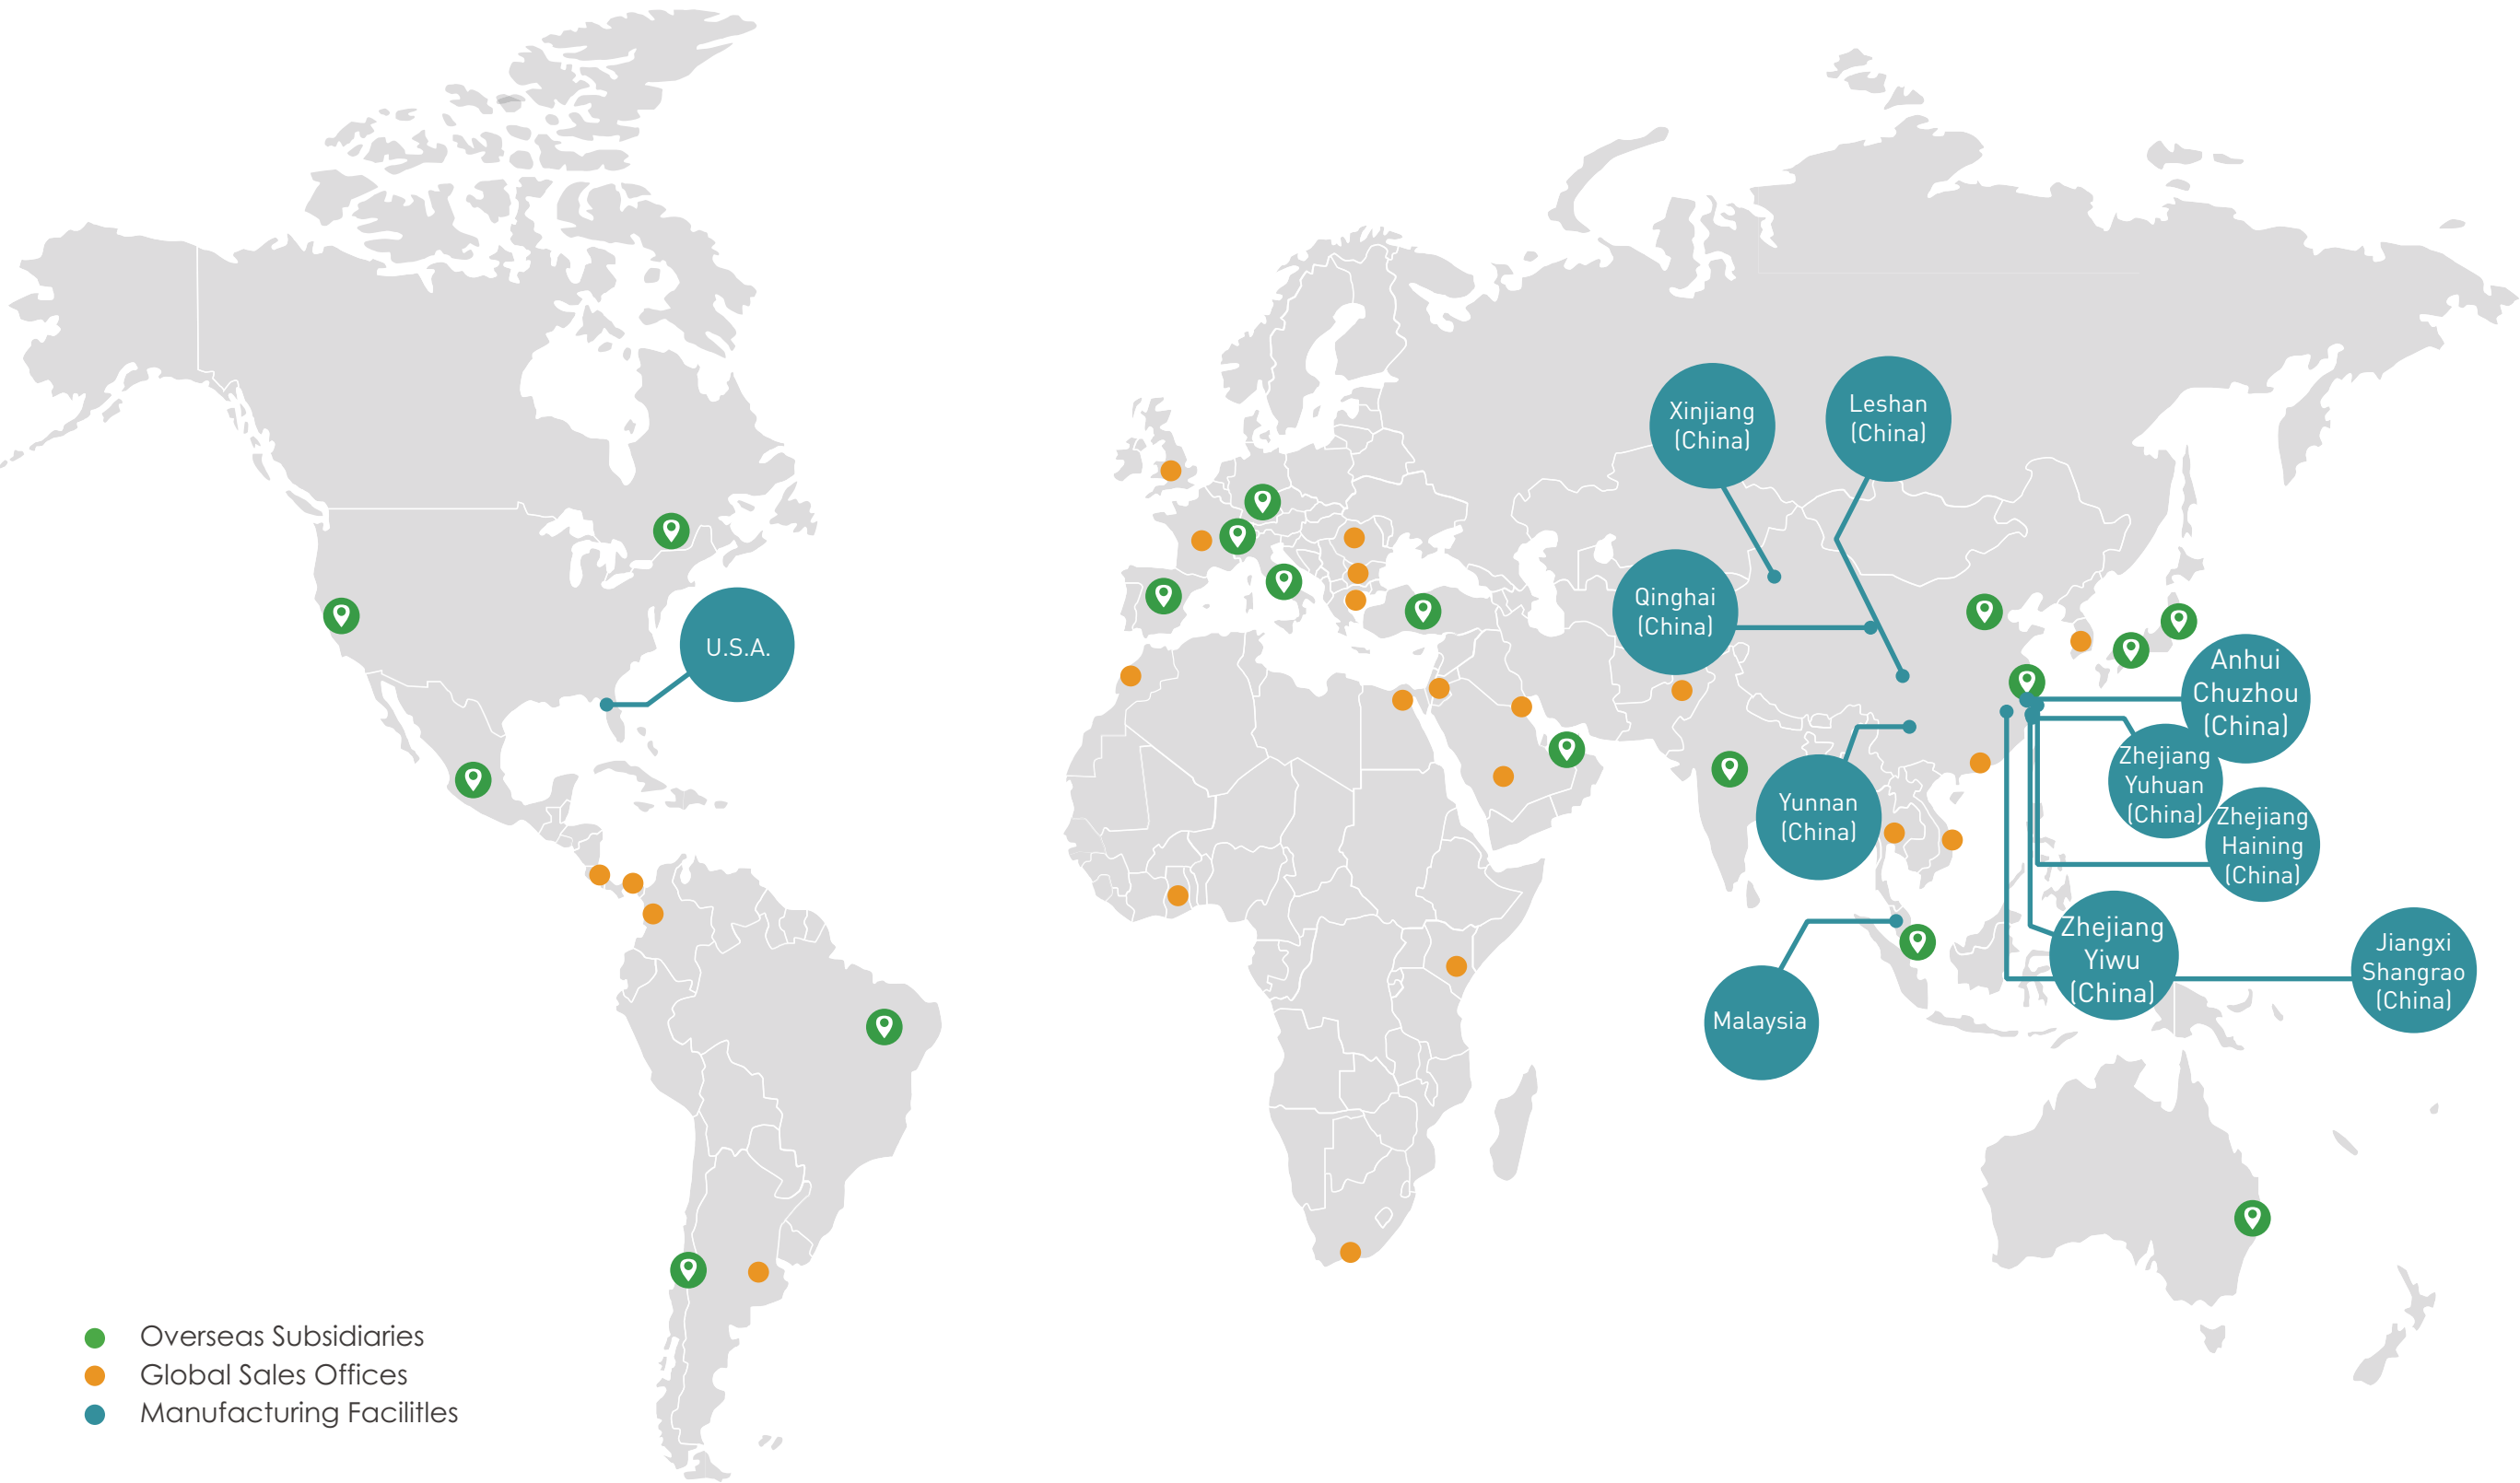 Xinjiang
(China)
Leshan
(China)
Qinghai
(China)
U.S.A.
Anhui
Chuzhou
(China)
Zhejiang
Yuhuan
(China)
Yunnan
(China)
Zhejiang
Haining
(China)
Zhejiang
Yiwu
(China)
Jiangxi
Shangrao
(China)
Malaysia
Overseas Subsidiaries
Global Sales Offices
Manufacturing Facilitles